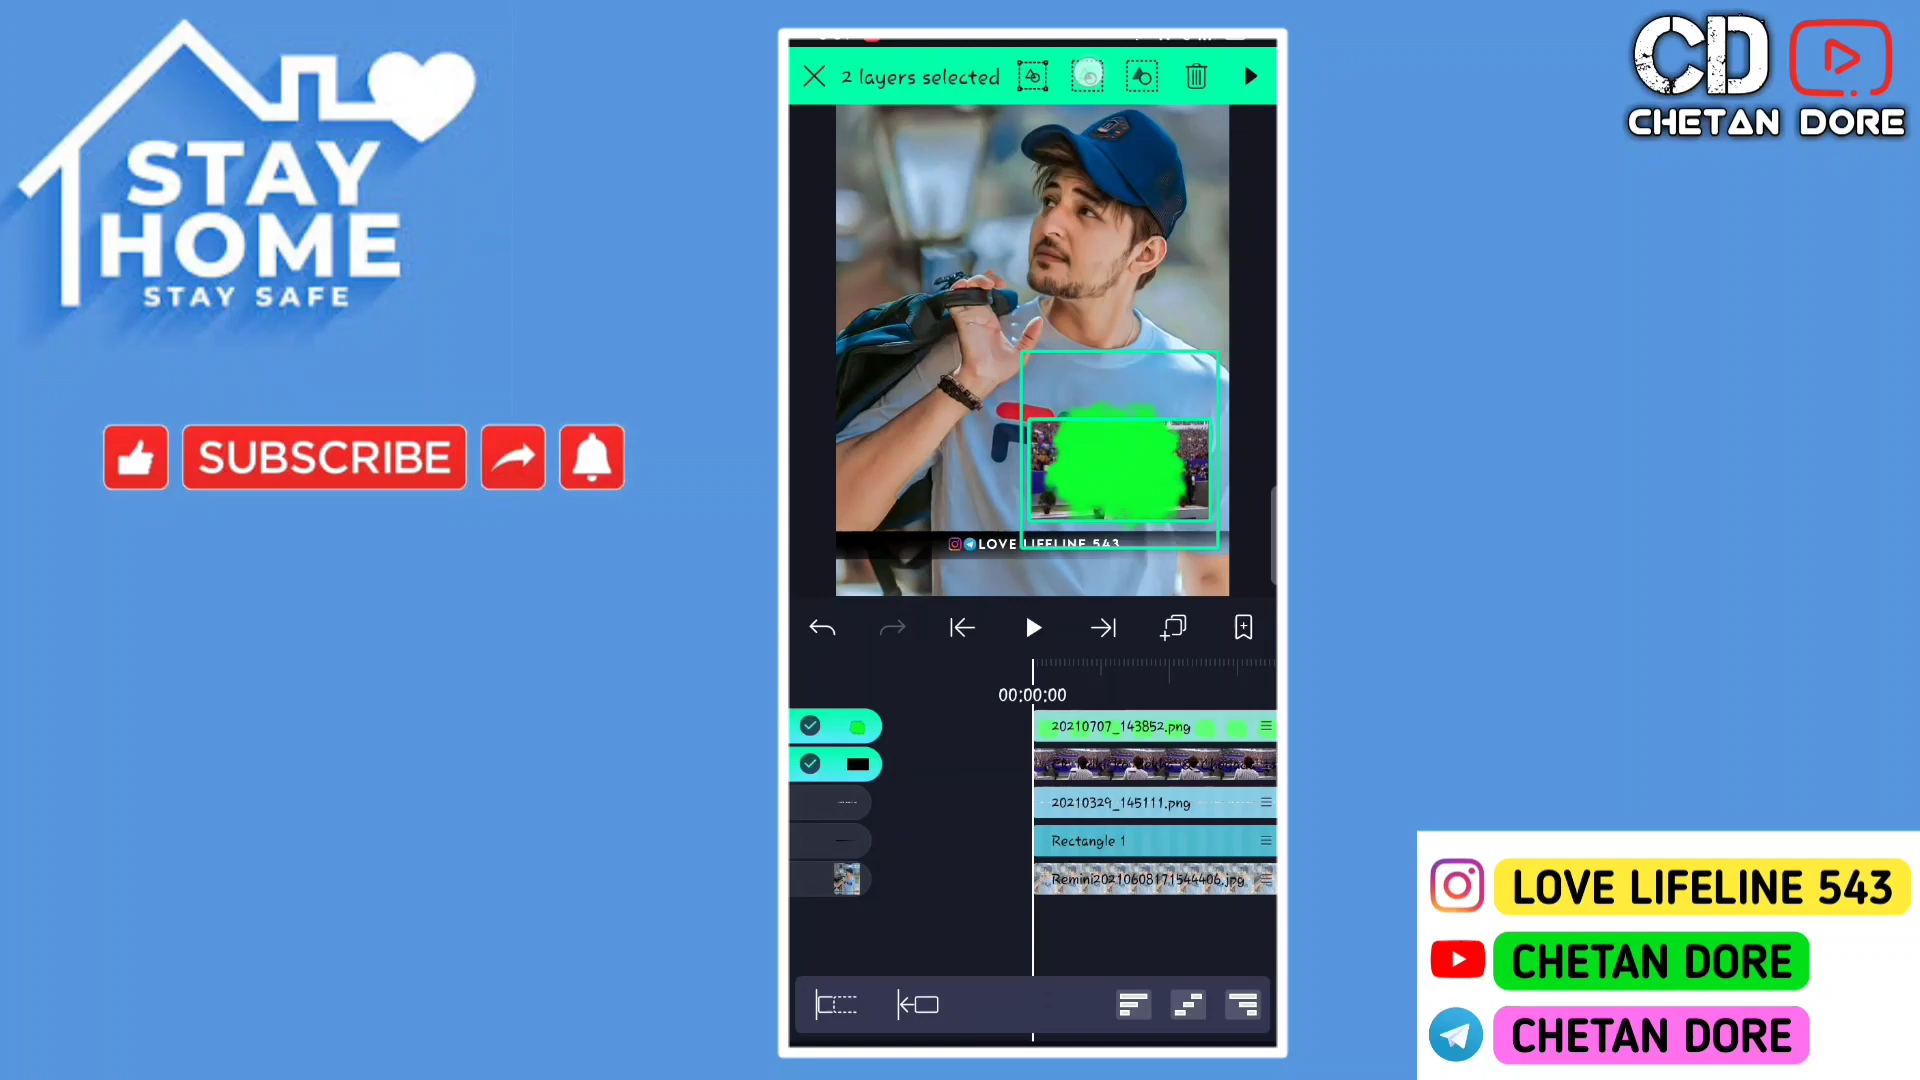 STAY
HOME
STAY SAFE
SUBSCRIBE
2 layers selected
LOVE LIFELINE 543
00:00:00
20210707_143852.png
20210329_145111.png
Rectangle 1
Remini20210608171544406.jpg
CD
CHETAN DORE
LOVE LIFELINE 543
CHETAN DORE
CHETAN DORE